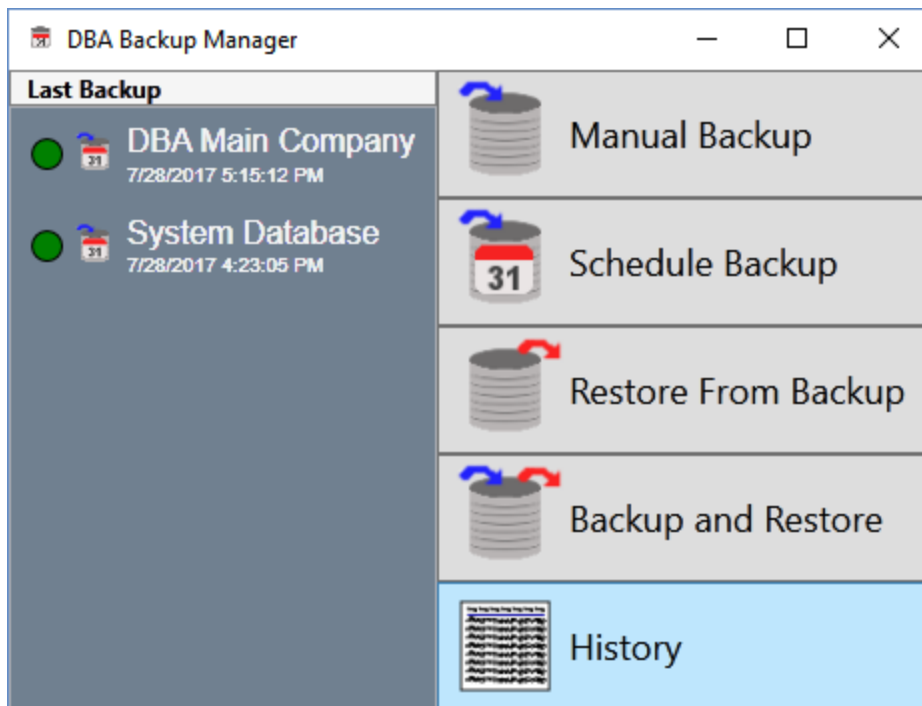 DBA Backup Manager
Last Backup
DBA Main Company
7/28/2017 5:15:12 PM
System Database
7/28/2017 4:23:05 PM
Manual Backup
31
Schedule Backup
Restore From Backup
Backup and Restore
History